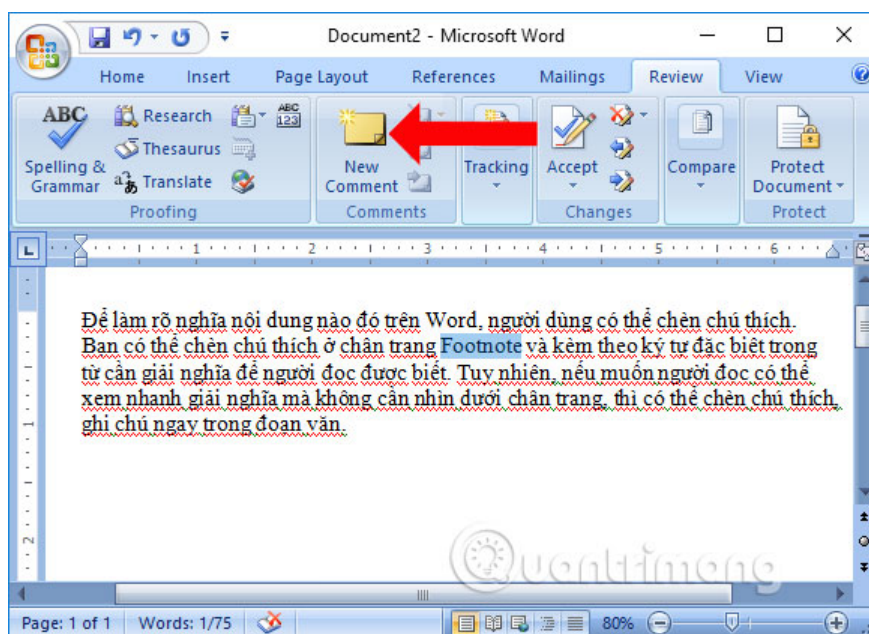 Document2 - Microsoft Word
Home Insert Page Layout References Mailings Review View
ABC Research ABC 123
Spelling & Grammar Thesaurus Translate
New Comment
Tracking
Accept
Compare
Protect Document
Proofing Comments Changes Protect
L 1 2 3 4 5 6
Để làm rõ nghĩa nội dung nào đó trên Word, người dùng có thể chèn chú thích.
Bạn có thể chèn chú thích ở chân trang Footnote và kèm theo ký tự đặc biệt trong
từ cần giải nghĩa để người đọc được biết. Tuy nhiên, nếu muốn người đọc có thể
xem nhanh giải nghĩa mà không cần nhìn dưới chân trang, thì có thể chèn chú thích,
ghi chú ngay trong đoạn văn.
1
2
Quantrimang
Page: 1 of 1 Words: 1/75 80%